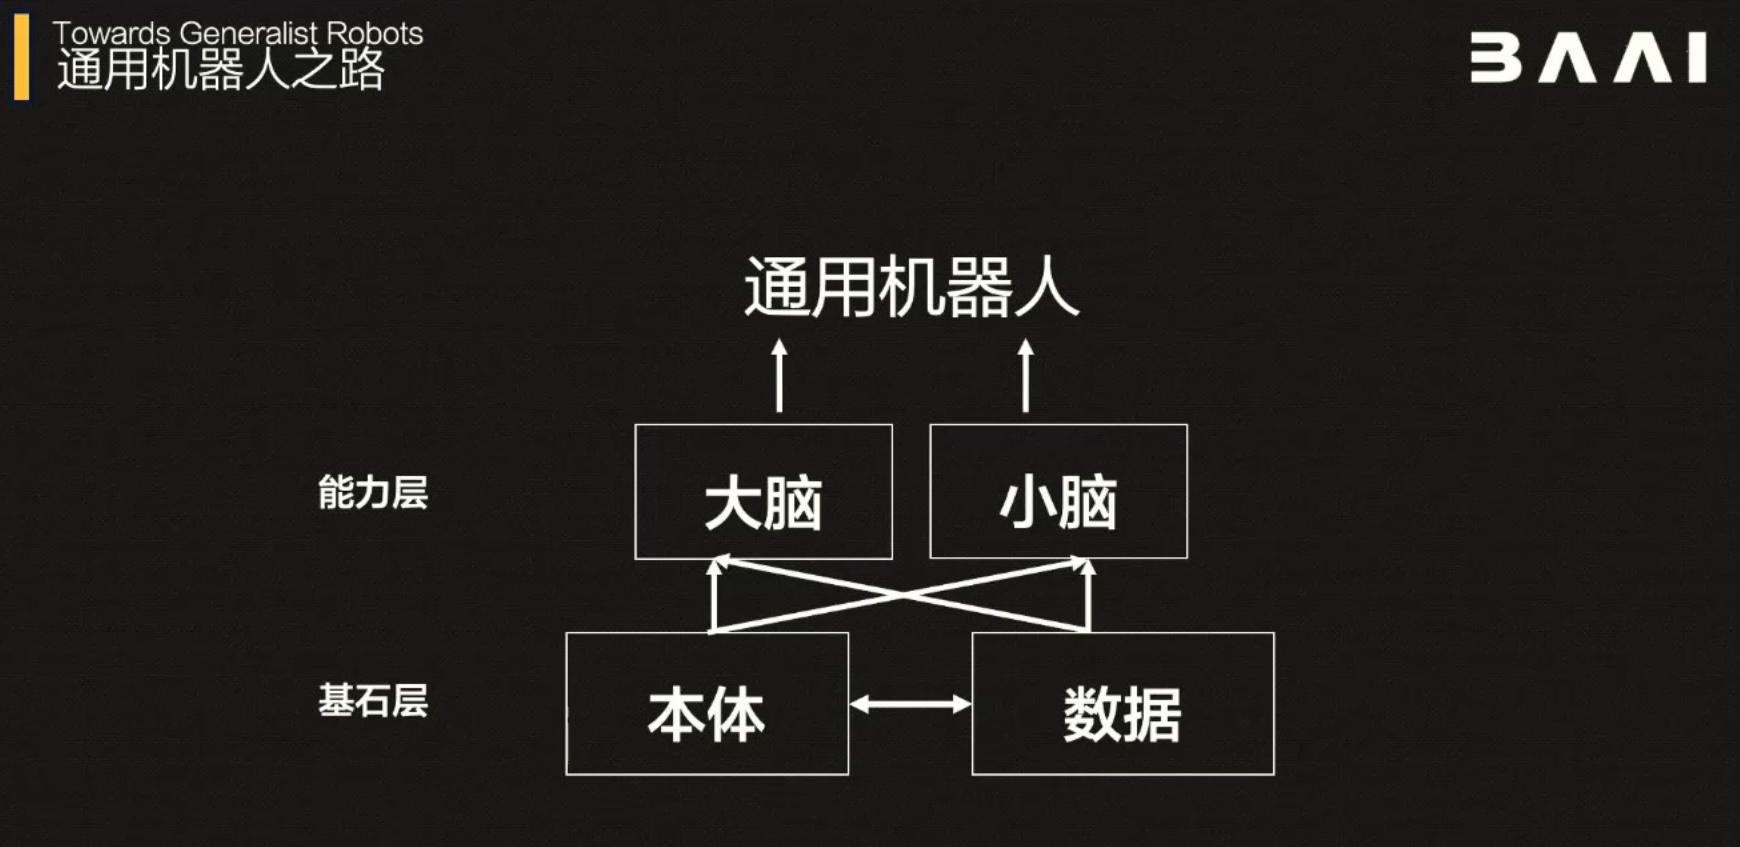 Towards Generalist Robots
通用机器人之路
BAAI
通用机器人
能力层
大脑
小脑
基石层
本体
数据